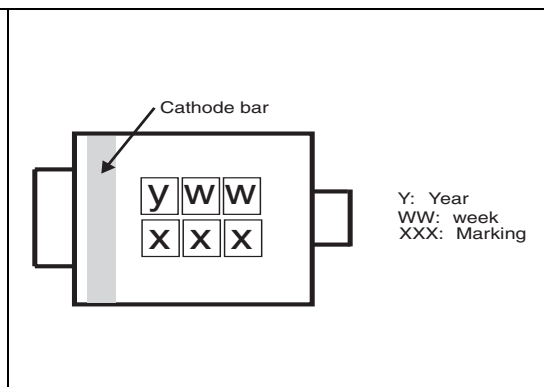 Cathode bar
y w w
x x x
Y: Year
WW: week
XXX: Marking